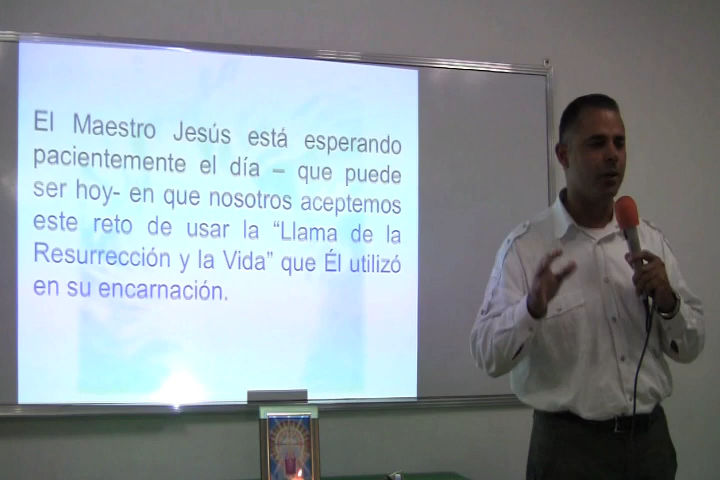 El Maestro Jesús está esperando
pacientemente el día – que puede
ser hoy- en que nosotros aceptemos
este reto de usar la “Llama de la
Resurrección y la Vida” que Él utilizó
en su encarnación.